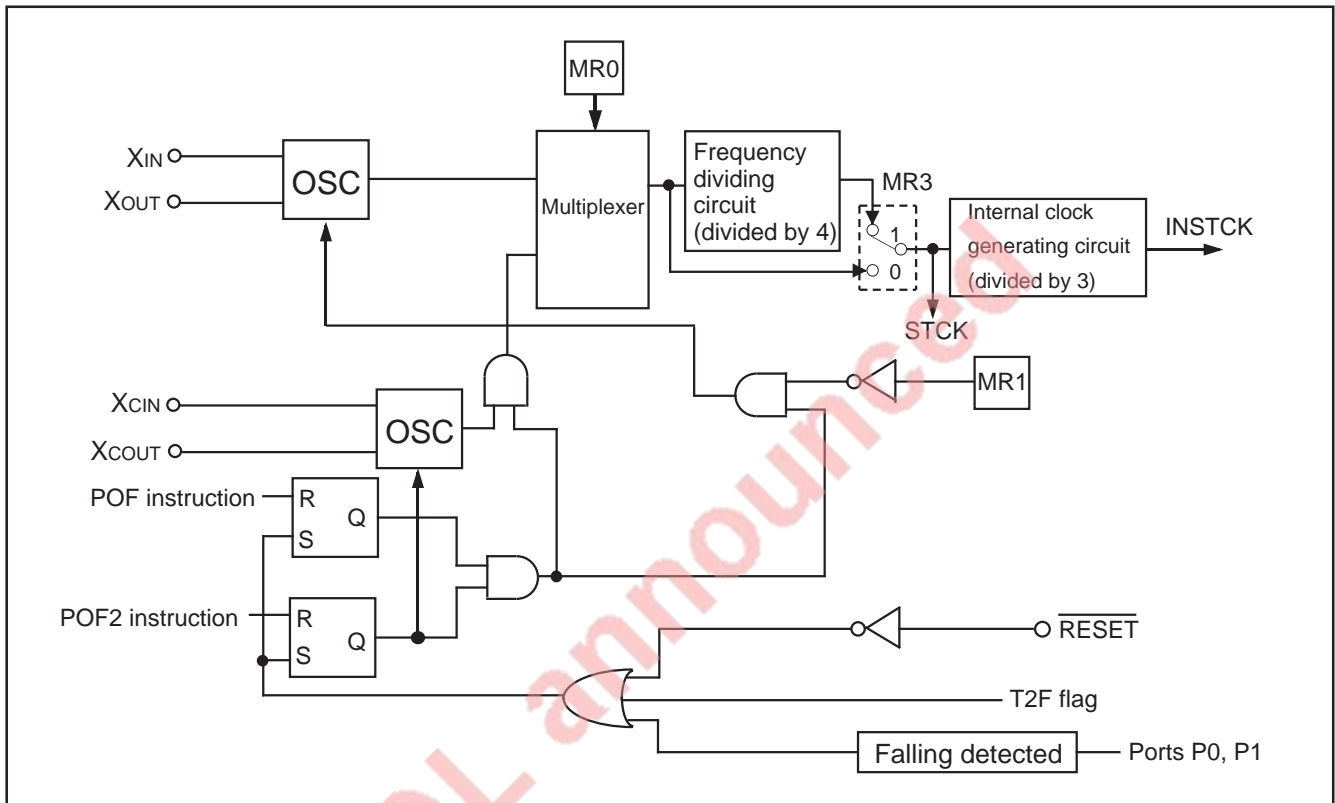 MR0
XIN
XOUT
OSC
Multiplexer
Frequency
dividing
circuit
(divided by 4)
MR3
1
0
Internal clock
generating circuit
(divided by 3)
INSTCK
STCK
MR1
XCIN
XCOUT
OSC
POF instruction
R
S
Q
POF2 instruction
R
S
Q
RESET
T2F flag
Falling detected
Ports P0, P1
OL announced